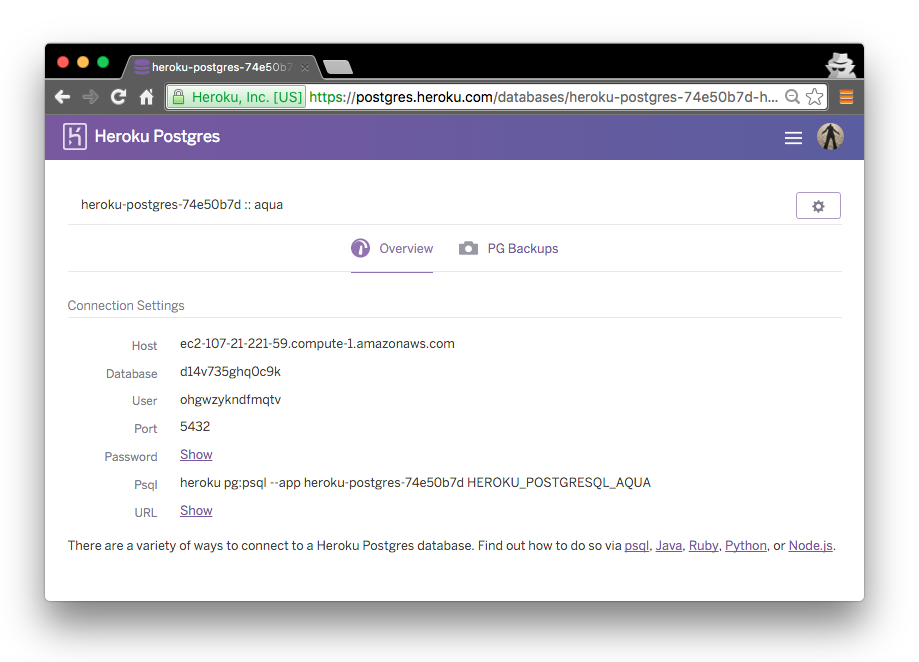 heroku-postgres-74e50b7
Heroku, Inc. [US] https://postgres.heroku.com/databases/heroku-postgres-74e50b7d-h...
Heroku Postgres
heroku-postgres-74e50b7d :: aqua
Overview PG Backups
Connection Settings
Host ec2-107-21-221-59.compute-1.amazonaws.com
Database d14v735ghq0c9k
User ohgwzykndfmqtv
Port 5432
Password Show
Psql heroku pg:psql --app heroku-postgres-74e50b7d HEROKU_POSTGRESQL_AQUA
URL Show
There are a variety of ways to connect to a Heroku Postgres database. Find out how to do so via psql, Java, Ruby, Python, or Node.js.